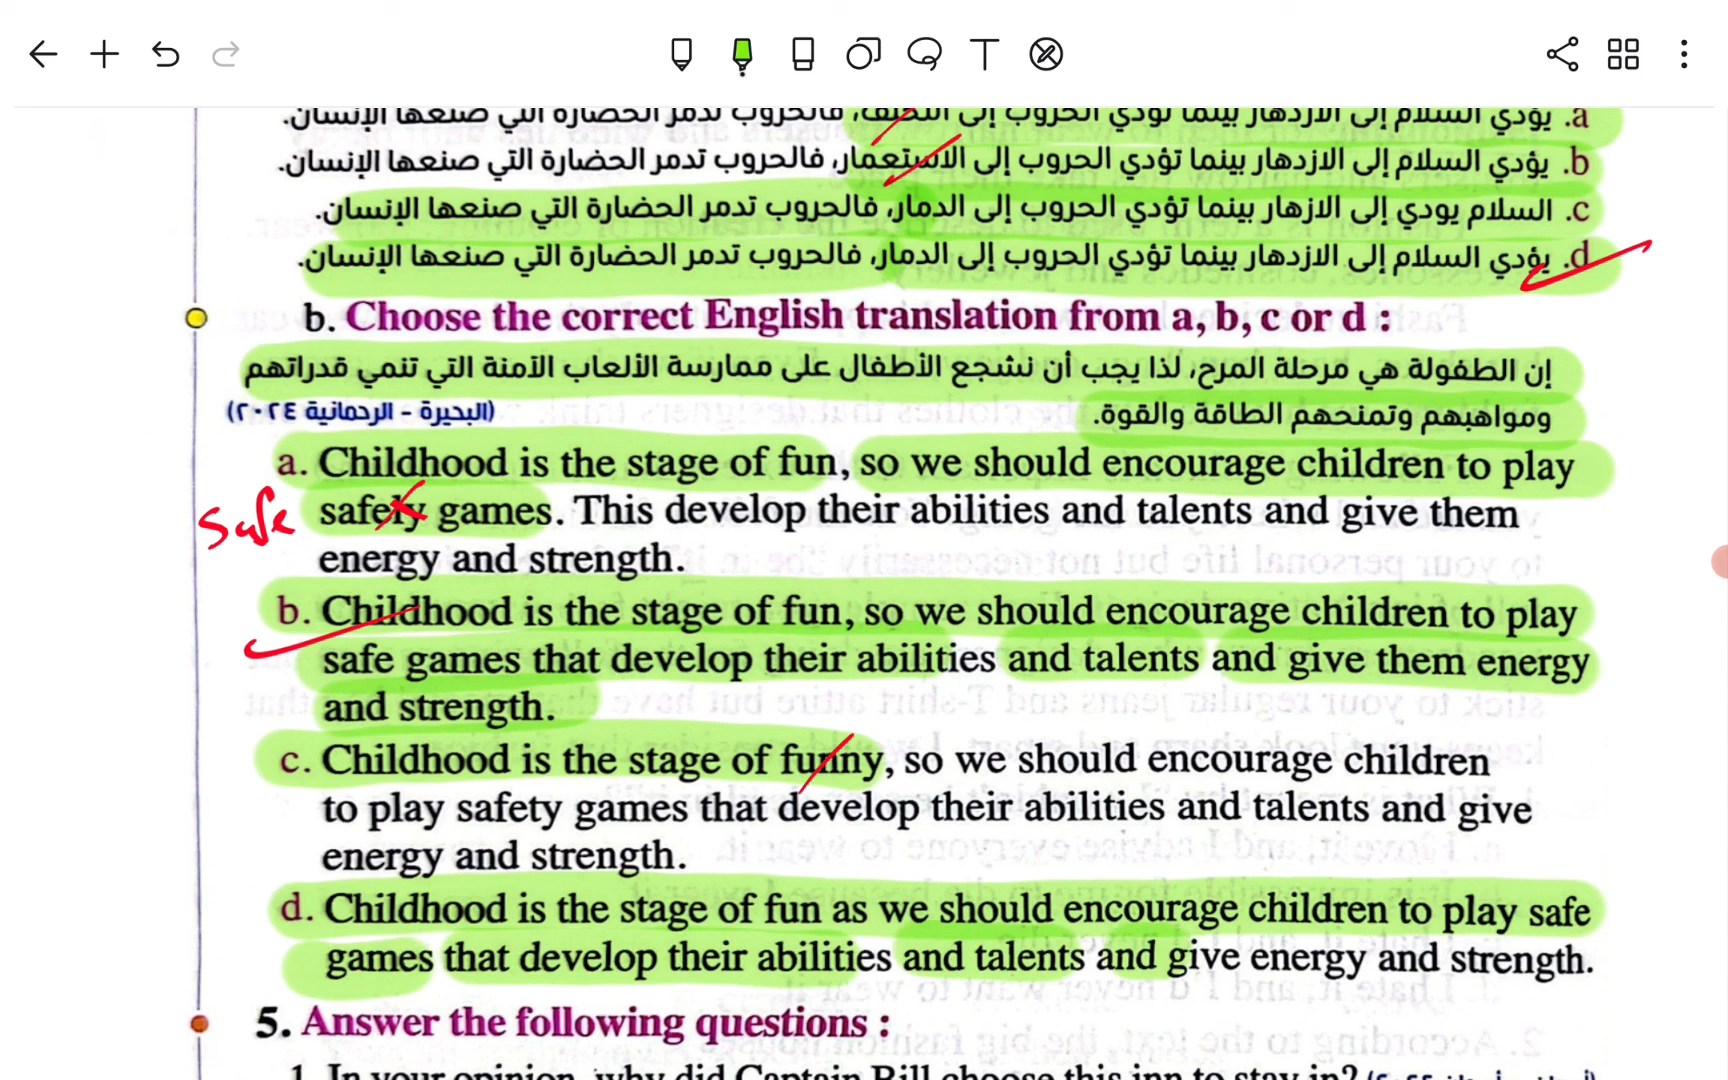 a. يؤدي السلام إلى الازدهار بينما تؤدي الحروب إلى التخلف، فالحروب تدمر الحضارة التي صنعها الإنسان.
b. يؤدي السلام إلى الازدهار بينما تؤدي الحروب إلى الاستعمار، فالحروب تدمر الحضارة التي صنعها الإنسان.
c. السلام يودي إلى الازهار بينما تؤدي الحروب إلى الدمار، فالحروب تدمر الحضارة التي صنعها الإنسان.
d. يؤدي السلام إلى الازدهار بينما تؤدي الحروب إلى الدمار، فالحروب تدمر الحضارة التي صنعها الإنسان.
b. Choose the correct English translation from a, b, c or d :
إن الطفولة هي مرحلة المرح، لذا يجب أن نشجع الأطفال على ممارسة الألعاب الآمنة التي تنمي قدراتهم
ومواهبهم وتمنحهم الطاقة والقوة. (البحيرة - الرحمانية ٢٠٢٤)
a. Childhood is the stage of fun, so we should encourage children to play
Safe safely games. This develop their abilities and talents and give them
energy and strength.
b. Childhood is the stage of fun, so we should encourage children to play
safe games that develop their abilities and talents and give them energy
and strength.
c. Childhood is the stage of funny, so we should encourage children
to play safety games that develop their abilities and talents and give
energy and strength.
d. Childhood is the stage of fun as we should encourage children to play safe
games that develop their abilities and talents and give energy and strength.
5. Answer the following questions :
1. In your opinion, why did Captain Bill choose this inn to stay in?